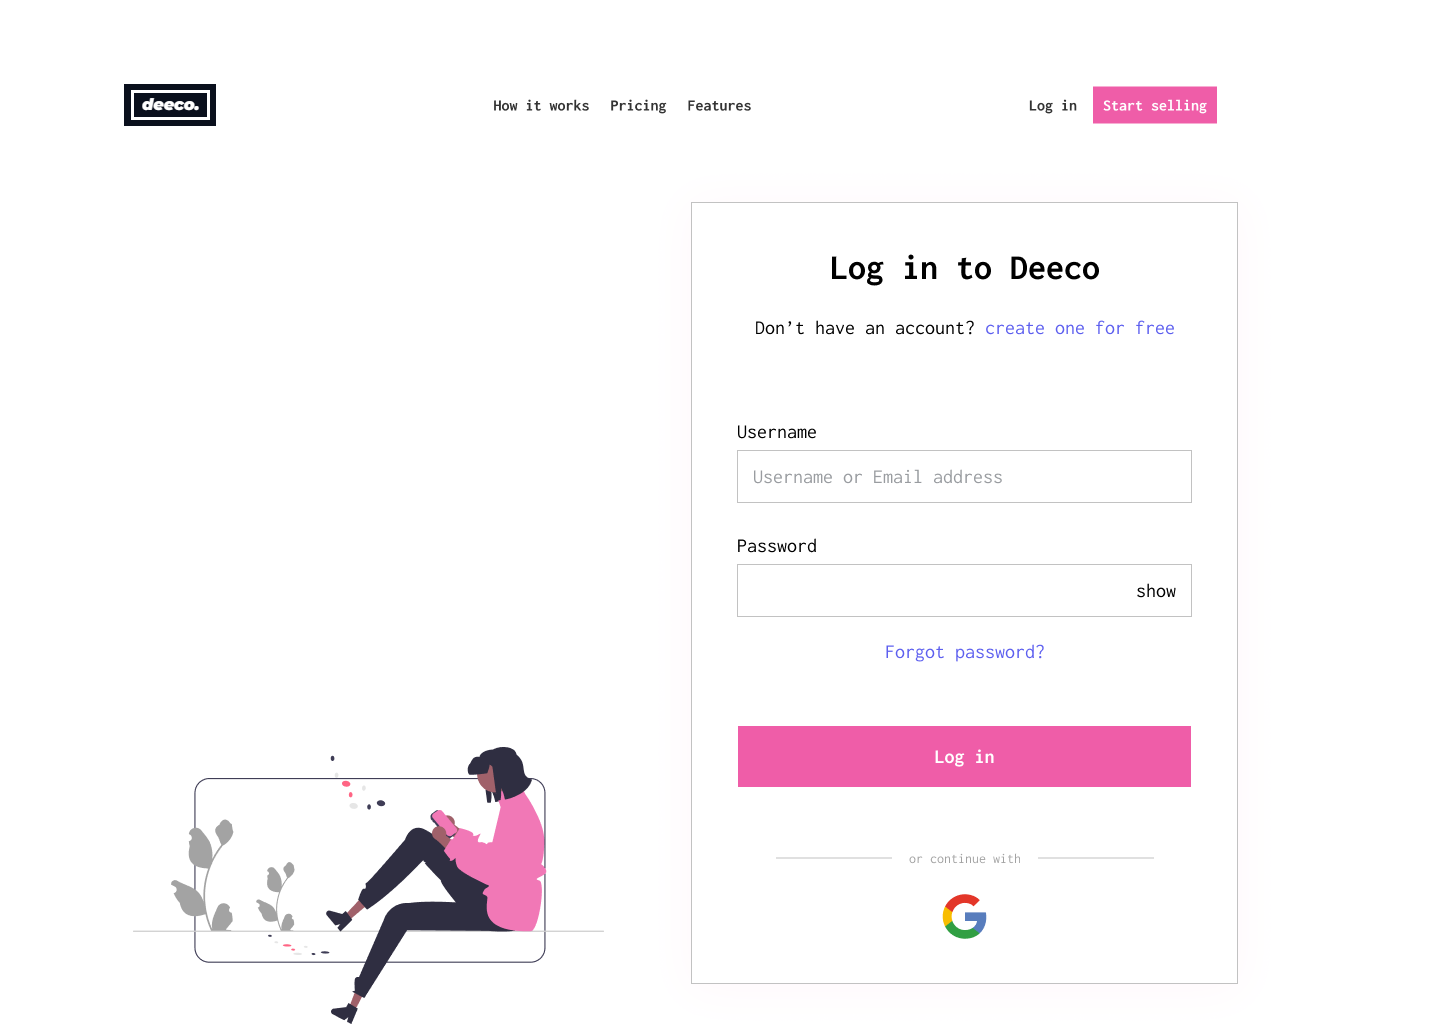 deeco.
How it works Pricing Features
Log in Start selling
Log in to Deeco
Don’t have an account? create one for free
Username
Username or Email address
Password
show
Forgot password?
Log in
or continue with